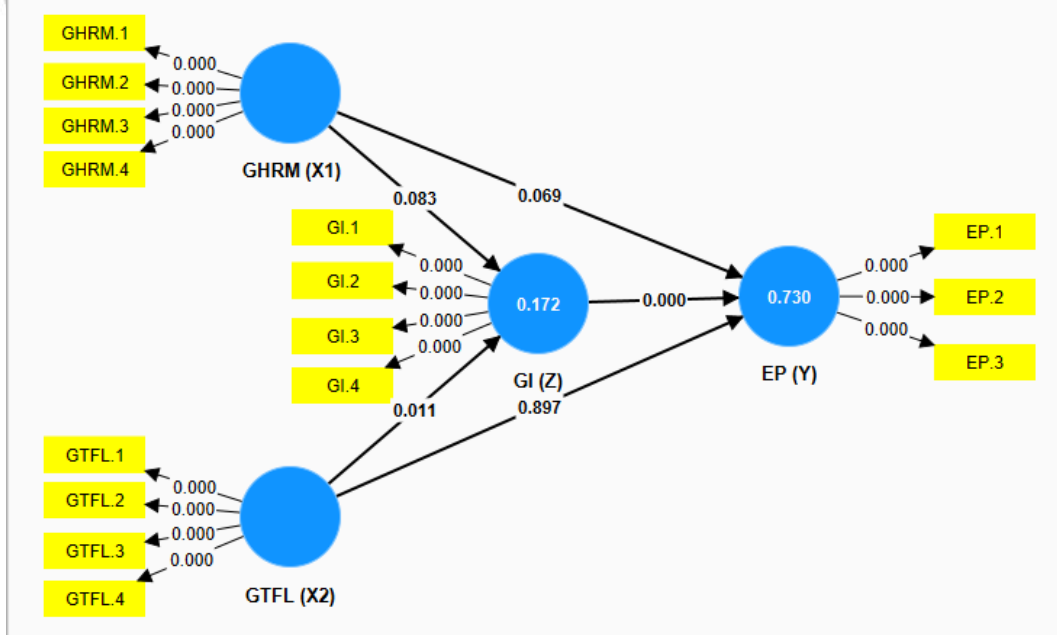 GHRM.1
0.000
GHRM.2
0.000
GHRM.3
0.000
GHRM.4
0.000
GHRM (X1)
0.083
0.069
GI.1
0.000
GI.2
0.000
GI.3
0.000
GI.4
0.000
0.172
GI (Z)
0.000
0.730
EP (Y)
EP.1
0.000
EP.2
0.000
EP.3
0.000
0.011
0.897
GTFL.1
0.000
GTFL.2
0.000
GTFL.3
0.000
GTFL.4
0.000
GTFL (X2)